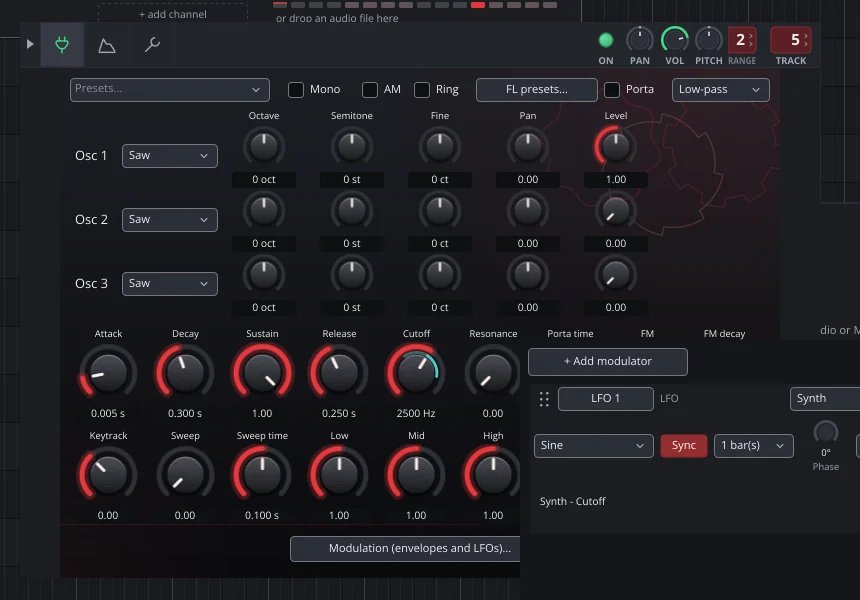 + add channel
or drop an audio file here
2
5
ON PAN VOL PITCH RANGE TRACK
Presets...
Mono
AM
Ring
FL presets...
Porta
Low-pass
Octave Semitone Fine Pan Level
Osc 1 Saw
0 oct 0 st 0 ct 0.00 1.00
Osc 2 Saw
0 oct 0 st 0 ct 0.00 0.00
Osc 3 Saw
0 oct 0 st 0 ct 0.00 0.00
Attack Decay Sustain Release Cutoff Resonance Porta time FM FM decay
0.005 s 0.300 s 1.00 0.250 s 2500 Hz 0.00
Keytrack Sweep Sweep time Low Mid High
0.00 0.00 0.100 s 1.00 1.00 1.00
Modulation (envelopes and LFOs)...
dio or M
+ Add modulator
LFO 1 LFO Synth
Sine Sync 1 bar(s)
0°
Phase
Synth - Cutoff